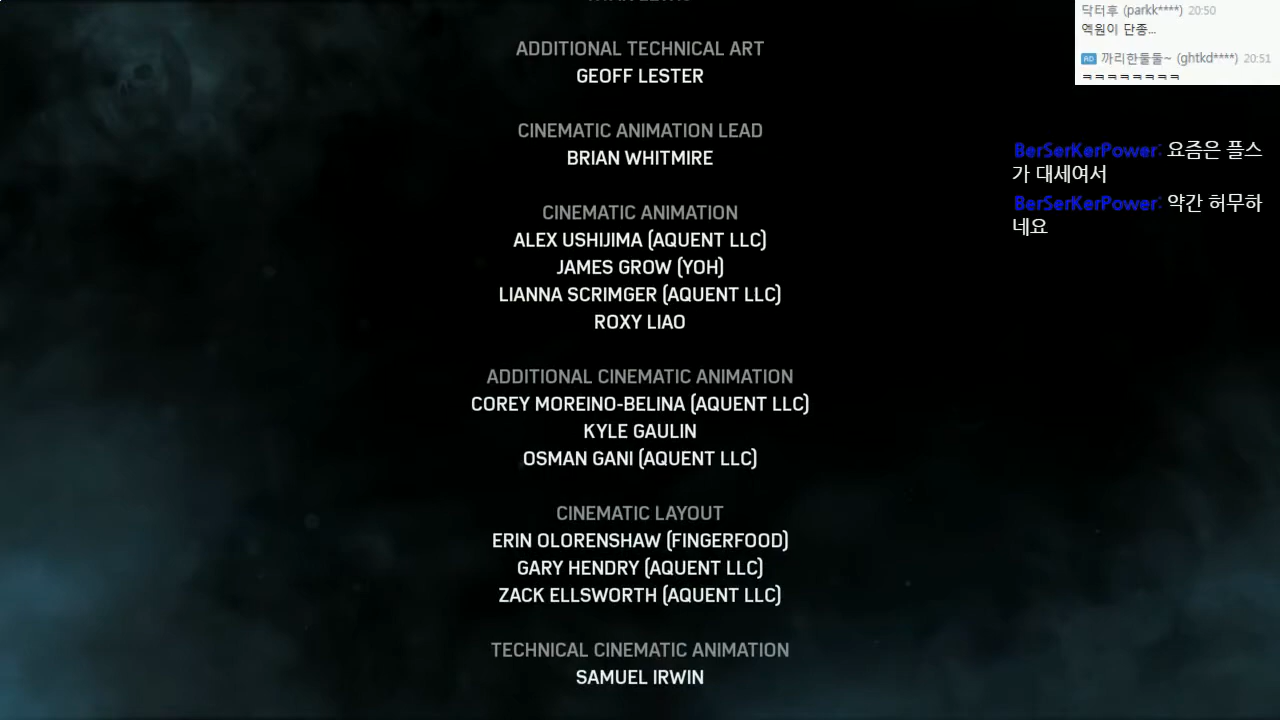 ADDITIONAL TECHNICAL ART
GEOFF LESTER
CINEMATIC ANIMATION LEAD
BRIAN WHITMIRE
CINEMATIC ANIMATION
ALEX USHIJIMA (AQUENT LLC)
JAMES GROW (YOH)
LIANNA SCRIMGER (AQUENT LLC)
ROXY LIAO
ADDITIONAL CINEMATIC ANIMATION
COREY MOREINO-BELINA (AQUENT LLC)
KYLE GAULIN
OSMAN GANI (AQUENT LLC)
CINEMATIC LAYOUT
ERIN OLORENSHAW (FINGERFOOD)
GARY HENDRY (AQUENT LLC)
ZACK ELLSWORTH (AQUENT LLC)
TECHNICAL CINEMATIC ANIMATION
SAMUEL IRWIN
닥터후 (parkk****) 20:50
엑원이 단종...
AD 까리한둘둘~ (ghtkd****) 20:51
ㅋㅋㅋㅋㅋㅋㅋㅋ
BerSerKerPower: 요즘은 플스
가 대세여서
BerSerKerPower: 약간 허무하
네요